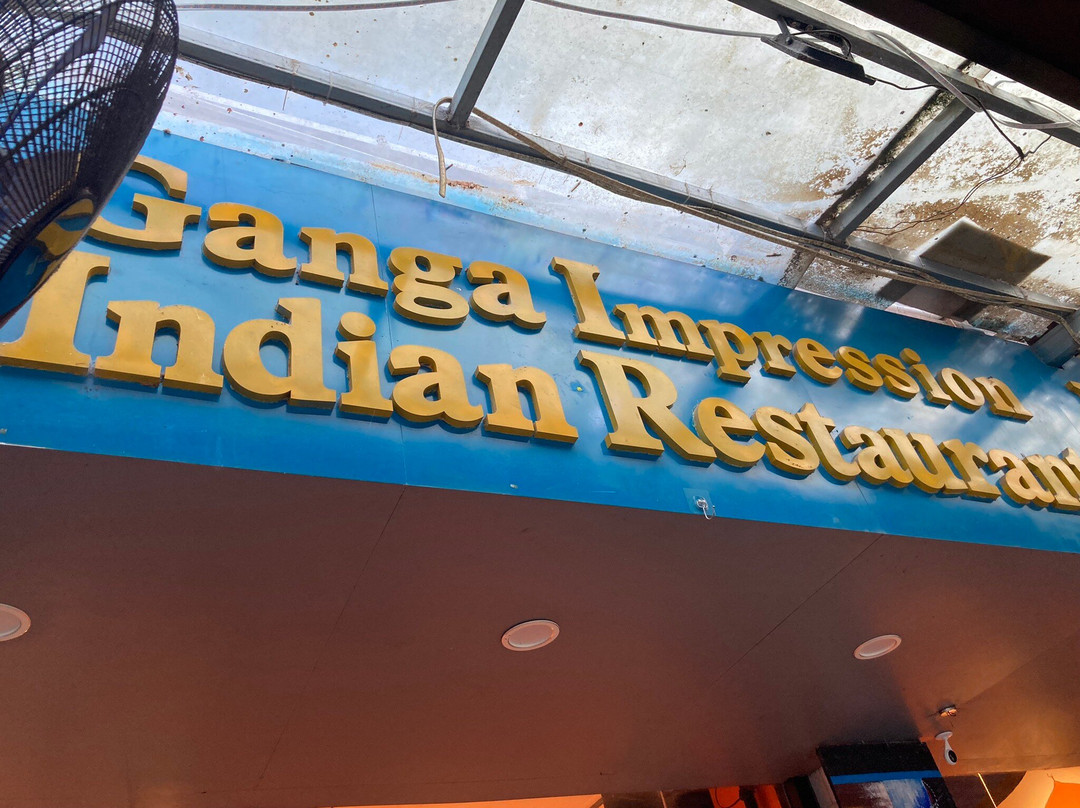 Ganga Impression
Indian Restaurant